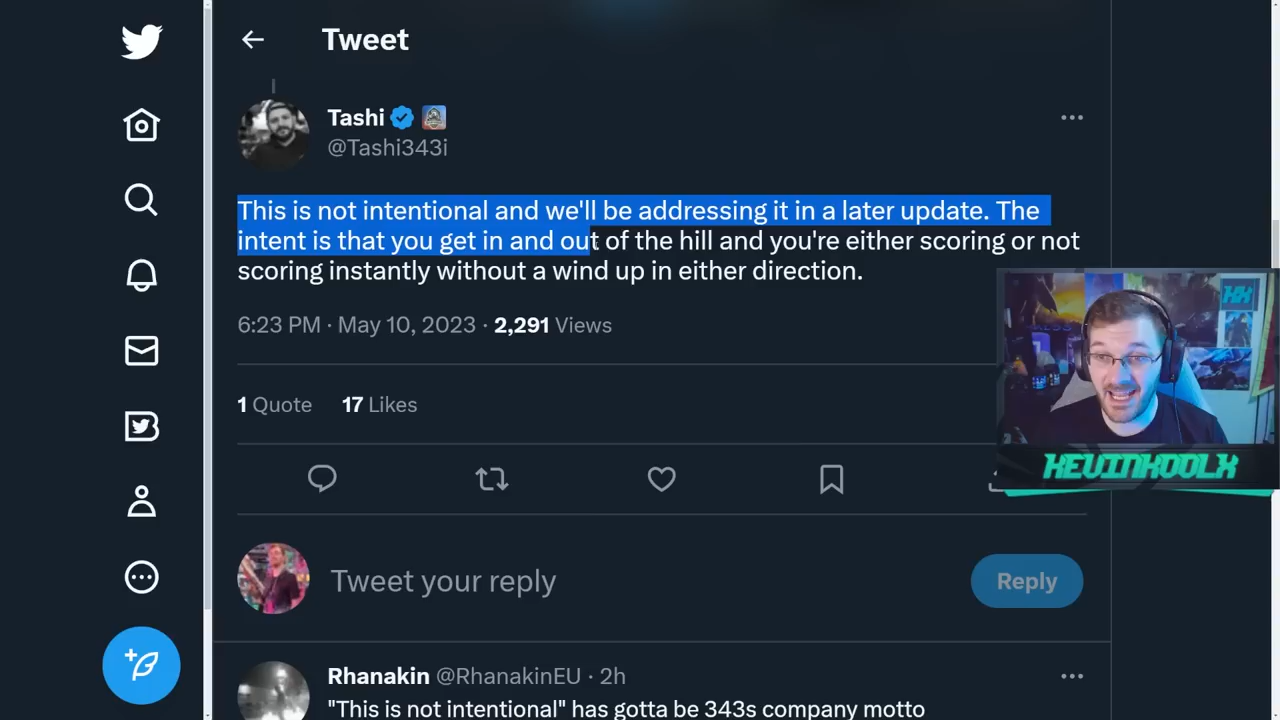 Tweet
Tashi
@Tashi343i
This is not intentional and we'll be addressing it in a later update. The
intent is that you get in and out of the hill and you're either scoring or not
scoring instantly without a wind up in either direction.
6:23 PM · May 10, 2023 · 2,291 Views
1 Quote 17 Likes
KEVINKOOLX
Tweet your reply
Reply
Rhanakin @RhanakinEU · 2h
"This is not intentional" has gotta be 343s company motto